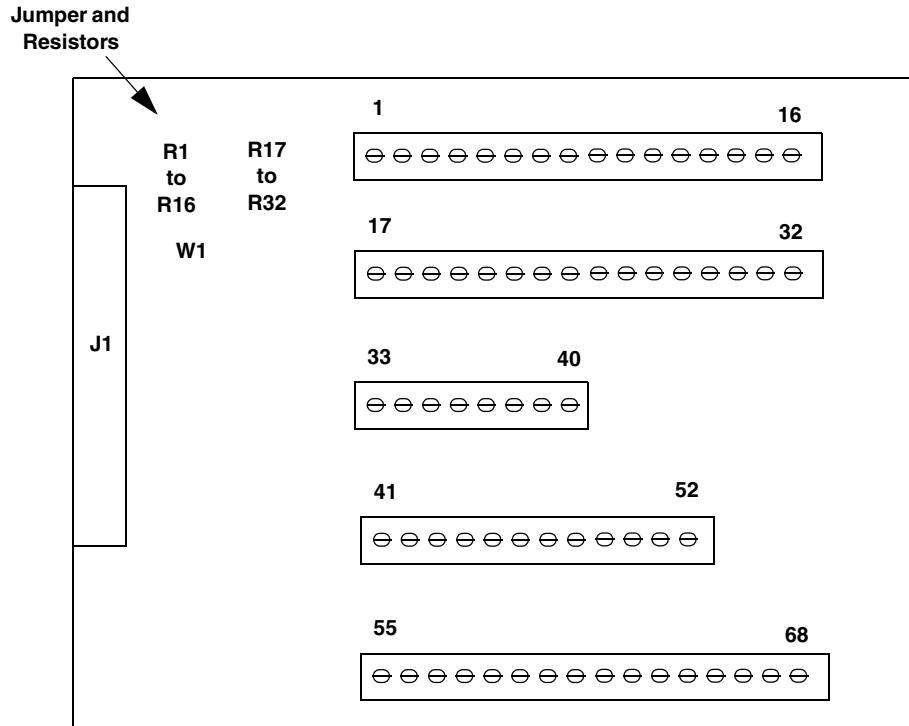 Jumper and
Resistors
1
16
R1
to
R16
R17
to
R32
W1
17
32
J1
33
40
41
52
55
68